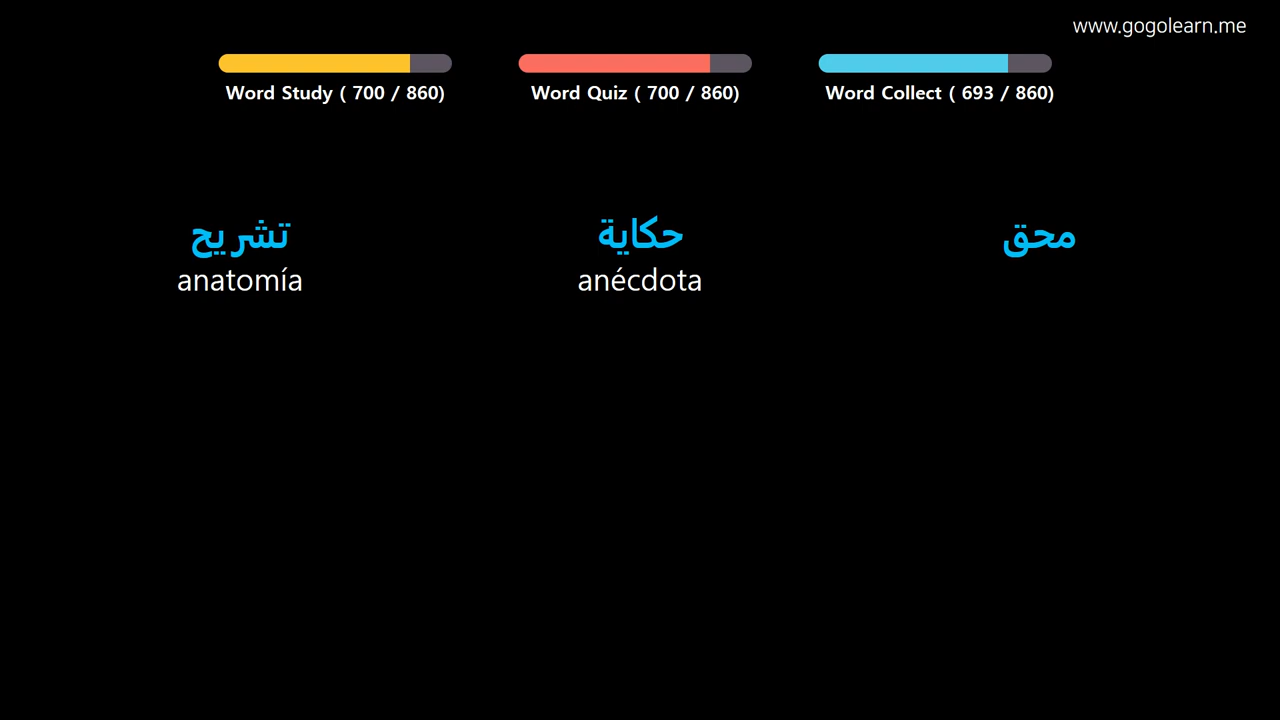 www.gogolearn.me
Word Study ( 700 / 860)
Word Quiz ( 700 / 860)
Word Collect ( 693 / 860)
تشريح
anatomía
حكاية
anécdota
محق